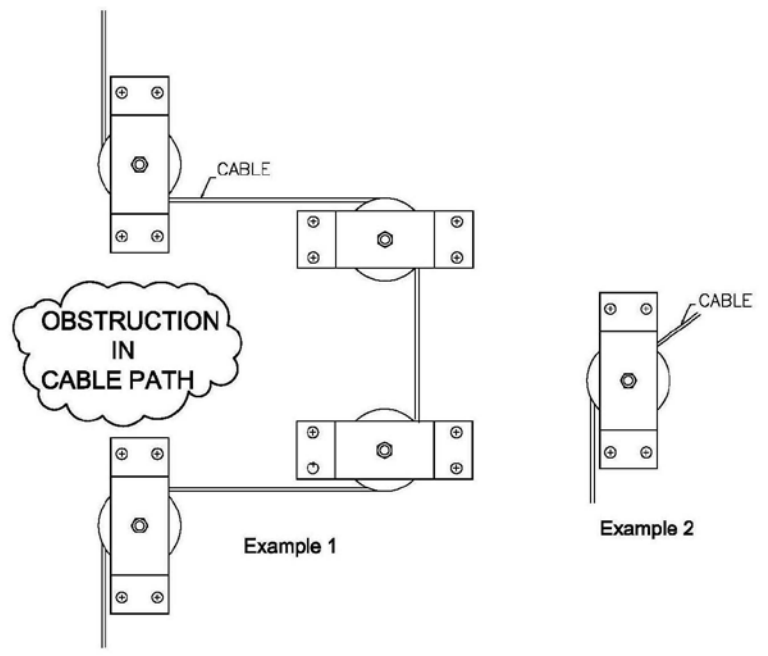 CABLE
OBSTRUCTION
IN
CABLE PATH
CABLE
Example 1
Example 2